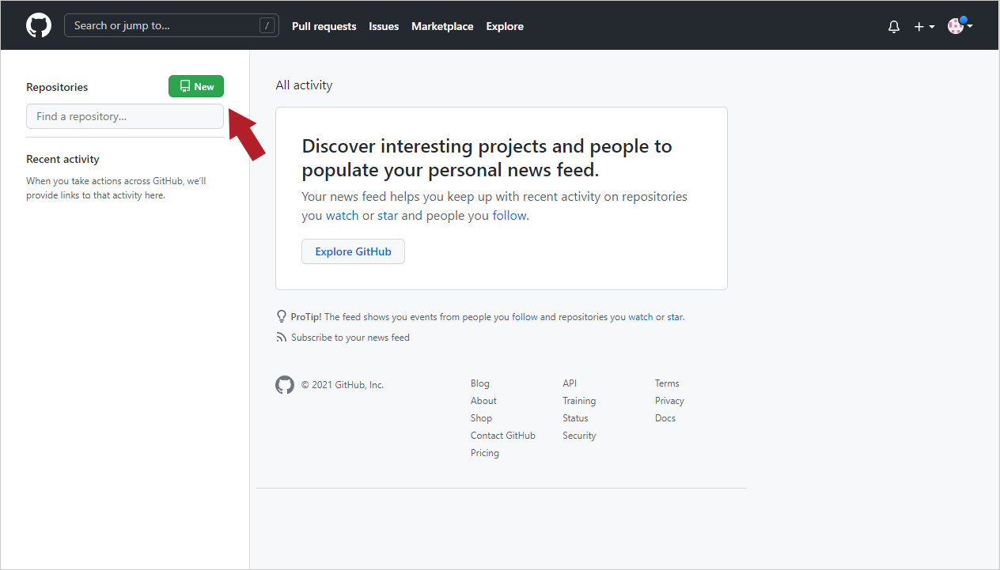 Search or jump to...
/
Pull requests
Issues
Marketplace
Explore
Repositories
New
Find a repository...
Recent activity
When you take actions across GitHub, we'll
provide links to that activity here.
All activity
Discover interesting projects and people to
populate your personal news feed.
Your news feed helps you keep up with recent activity on repositories
you watch or star and people you follow.
Explore GitHub
ProTip! The feed shows you events from people you follow and repositories you watch or star.
Subscribe to your news feed
© 2021 GitHub, Inc.
Blog
About
Shop
Contact GitHub
Pricing
API
Training
Status
Security
Terms
Privacy
Docs